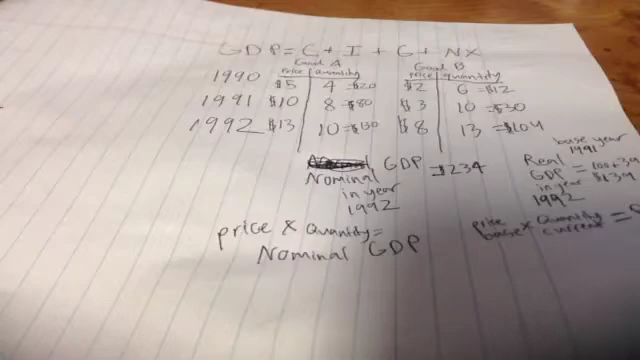 GDP = C + I + G + NX
Good A Good B
price quantity price quantity
1990 $5 4 = $20 $2 6 = $12
1991 $10 8 = $80 $3 10 = $30
1992 $13 10 = $130 $8 13 = $104
base year
1991
GDP = $234
Nominal
in year
1992
Real
GDP = 100 + 39
in year $139
1992
price × Quantity =
Nominal GDP
price × Quantity =
base current